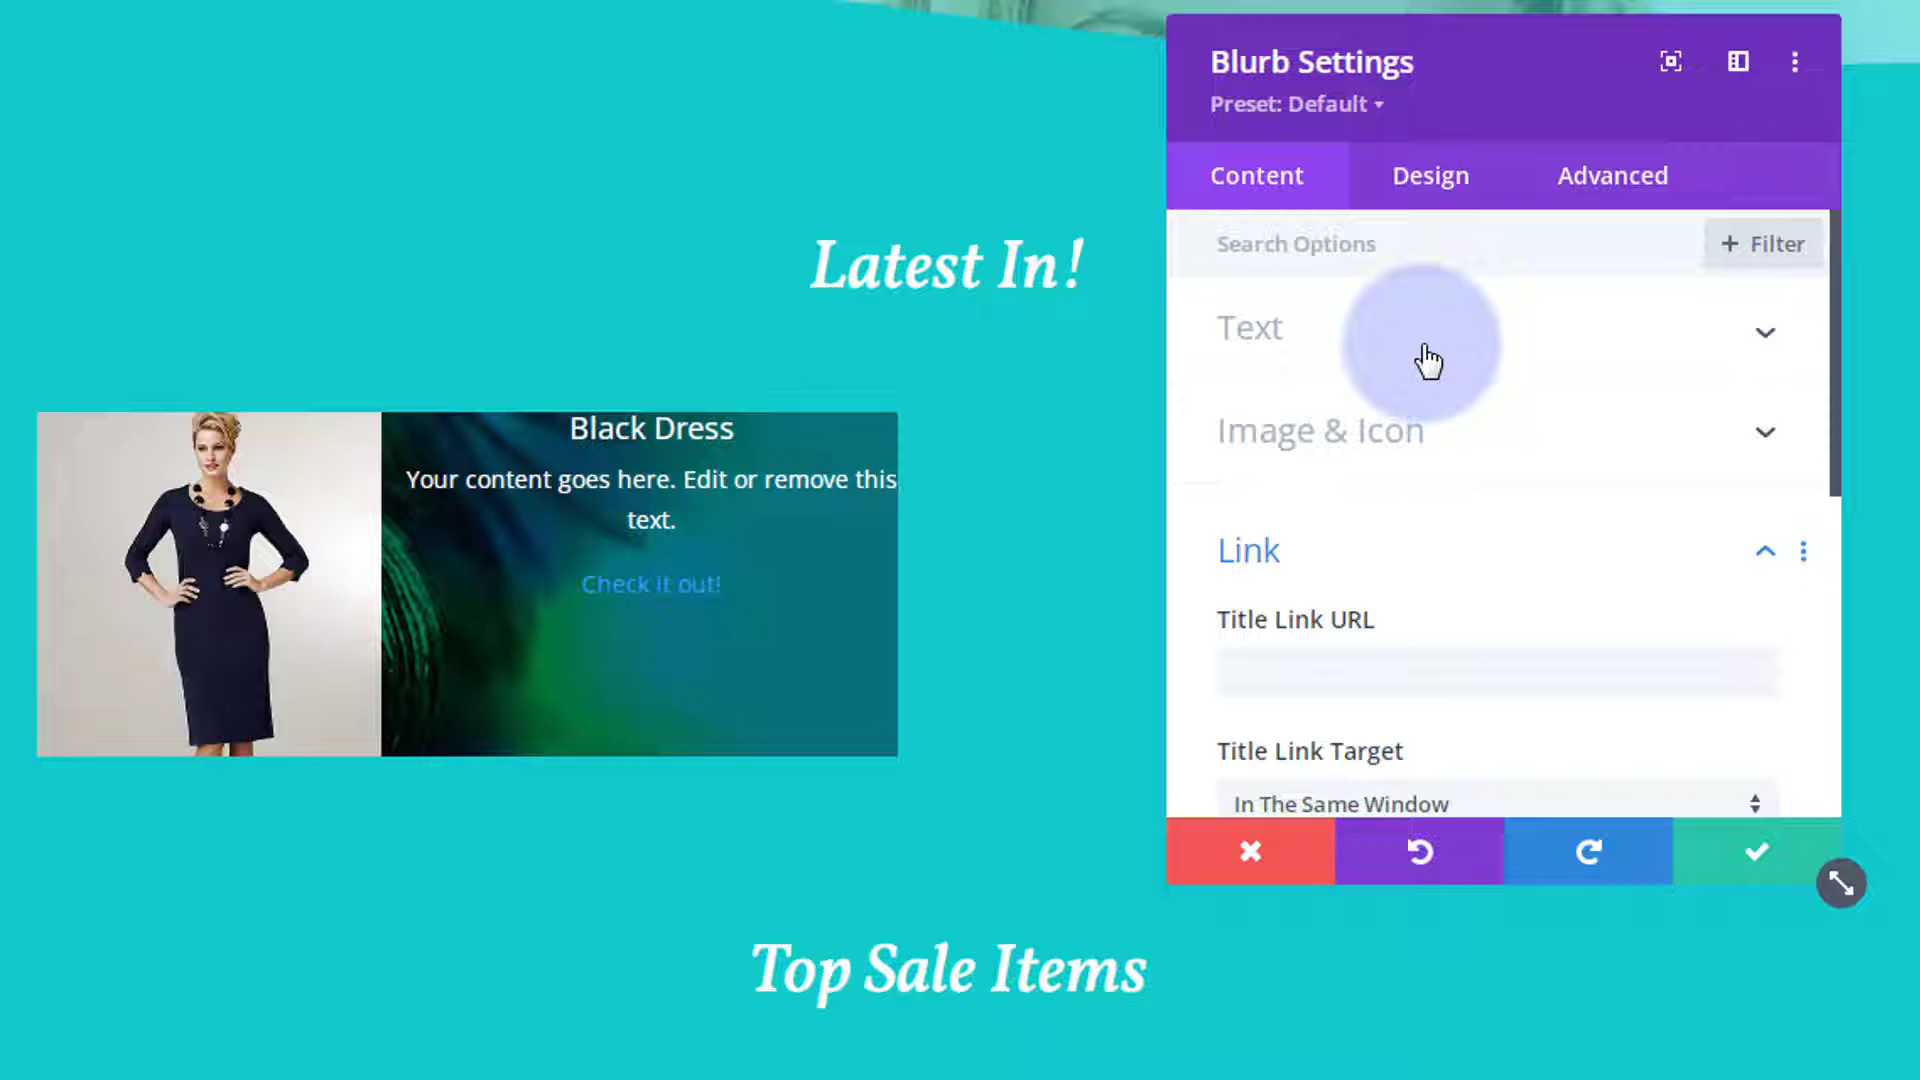 Blurb Settings
Preset: Default
Content
Design
Advanced
Search Options
+ Filter
Text
Image & Icon
Link
Title Link URL
Title Link Target
In The Same Window
Latest In!
Black Dress
Your content goes here. Edit or remove this
text.
Check it out!
Top Sale Items